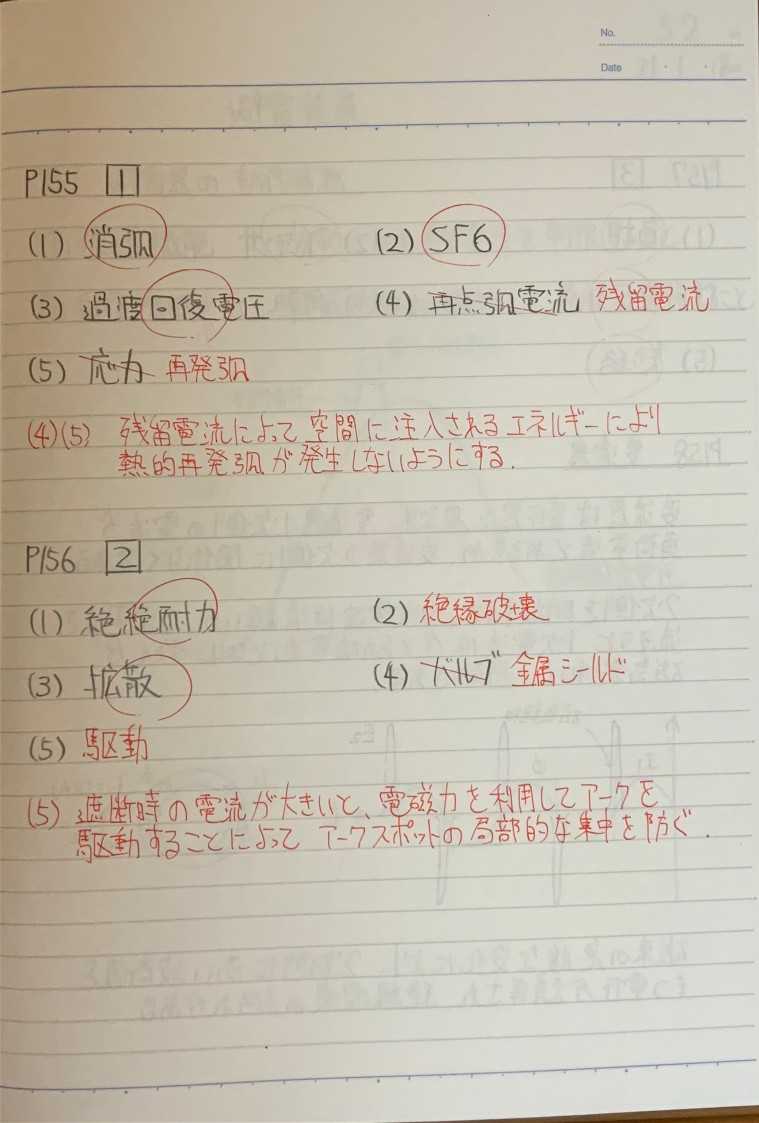 No.
Date
P155 1
(1) 消弧 (2) SF6
(3) 過渡回復電圧 (4) 再点弧電流 残留電流
(5) 応力 再発弧
(4)(5) 残留電流によって空間に注入されるエネルギーにより
熱的再発弧が発生しないようにする.
P156 2
(1) 絶縁耐力 (2) 絶縁破壊
(3) 拡散 (4) バルブ 金属シールド
(5) 駆動
(5) 遮断時の電流が大きいと、電磁力を利用してアークを
駆動することによって アークスポットの局部的な集中を防ぐ.